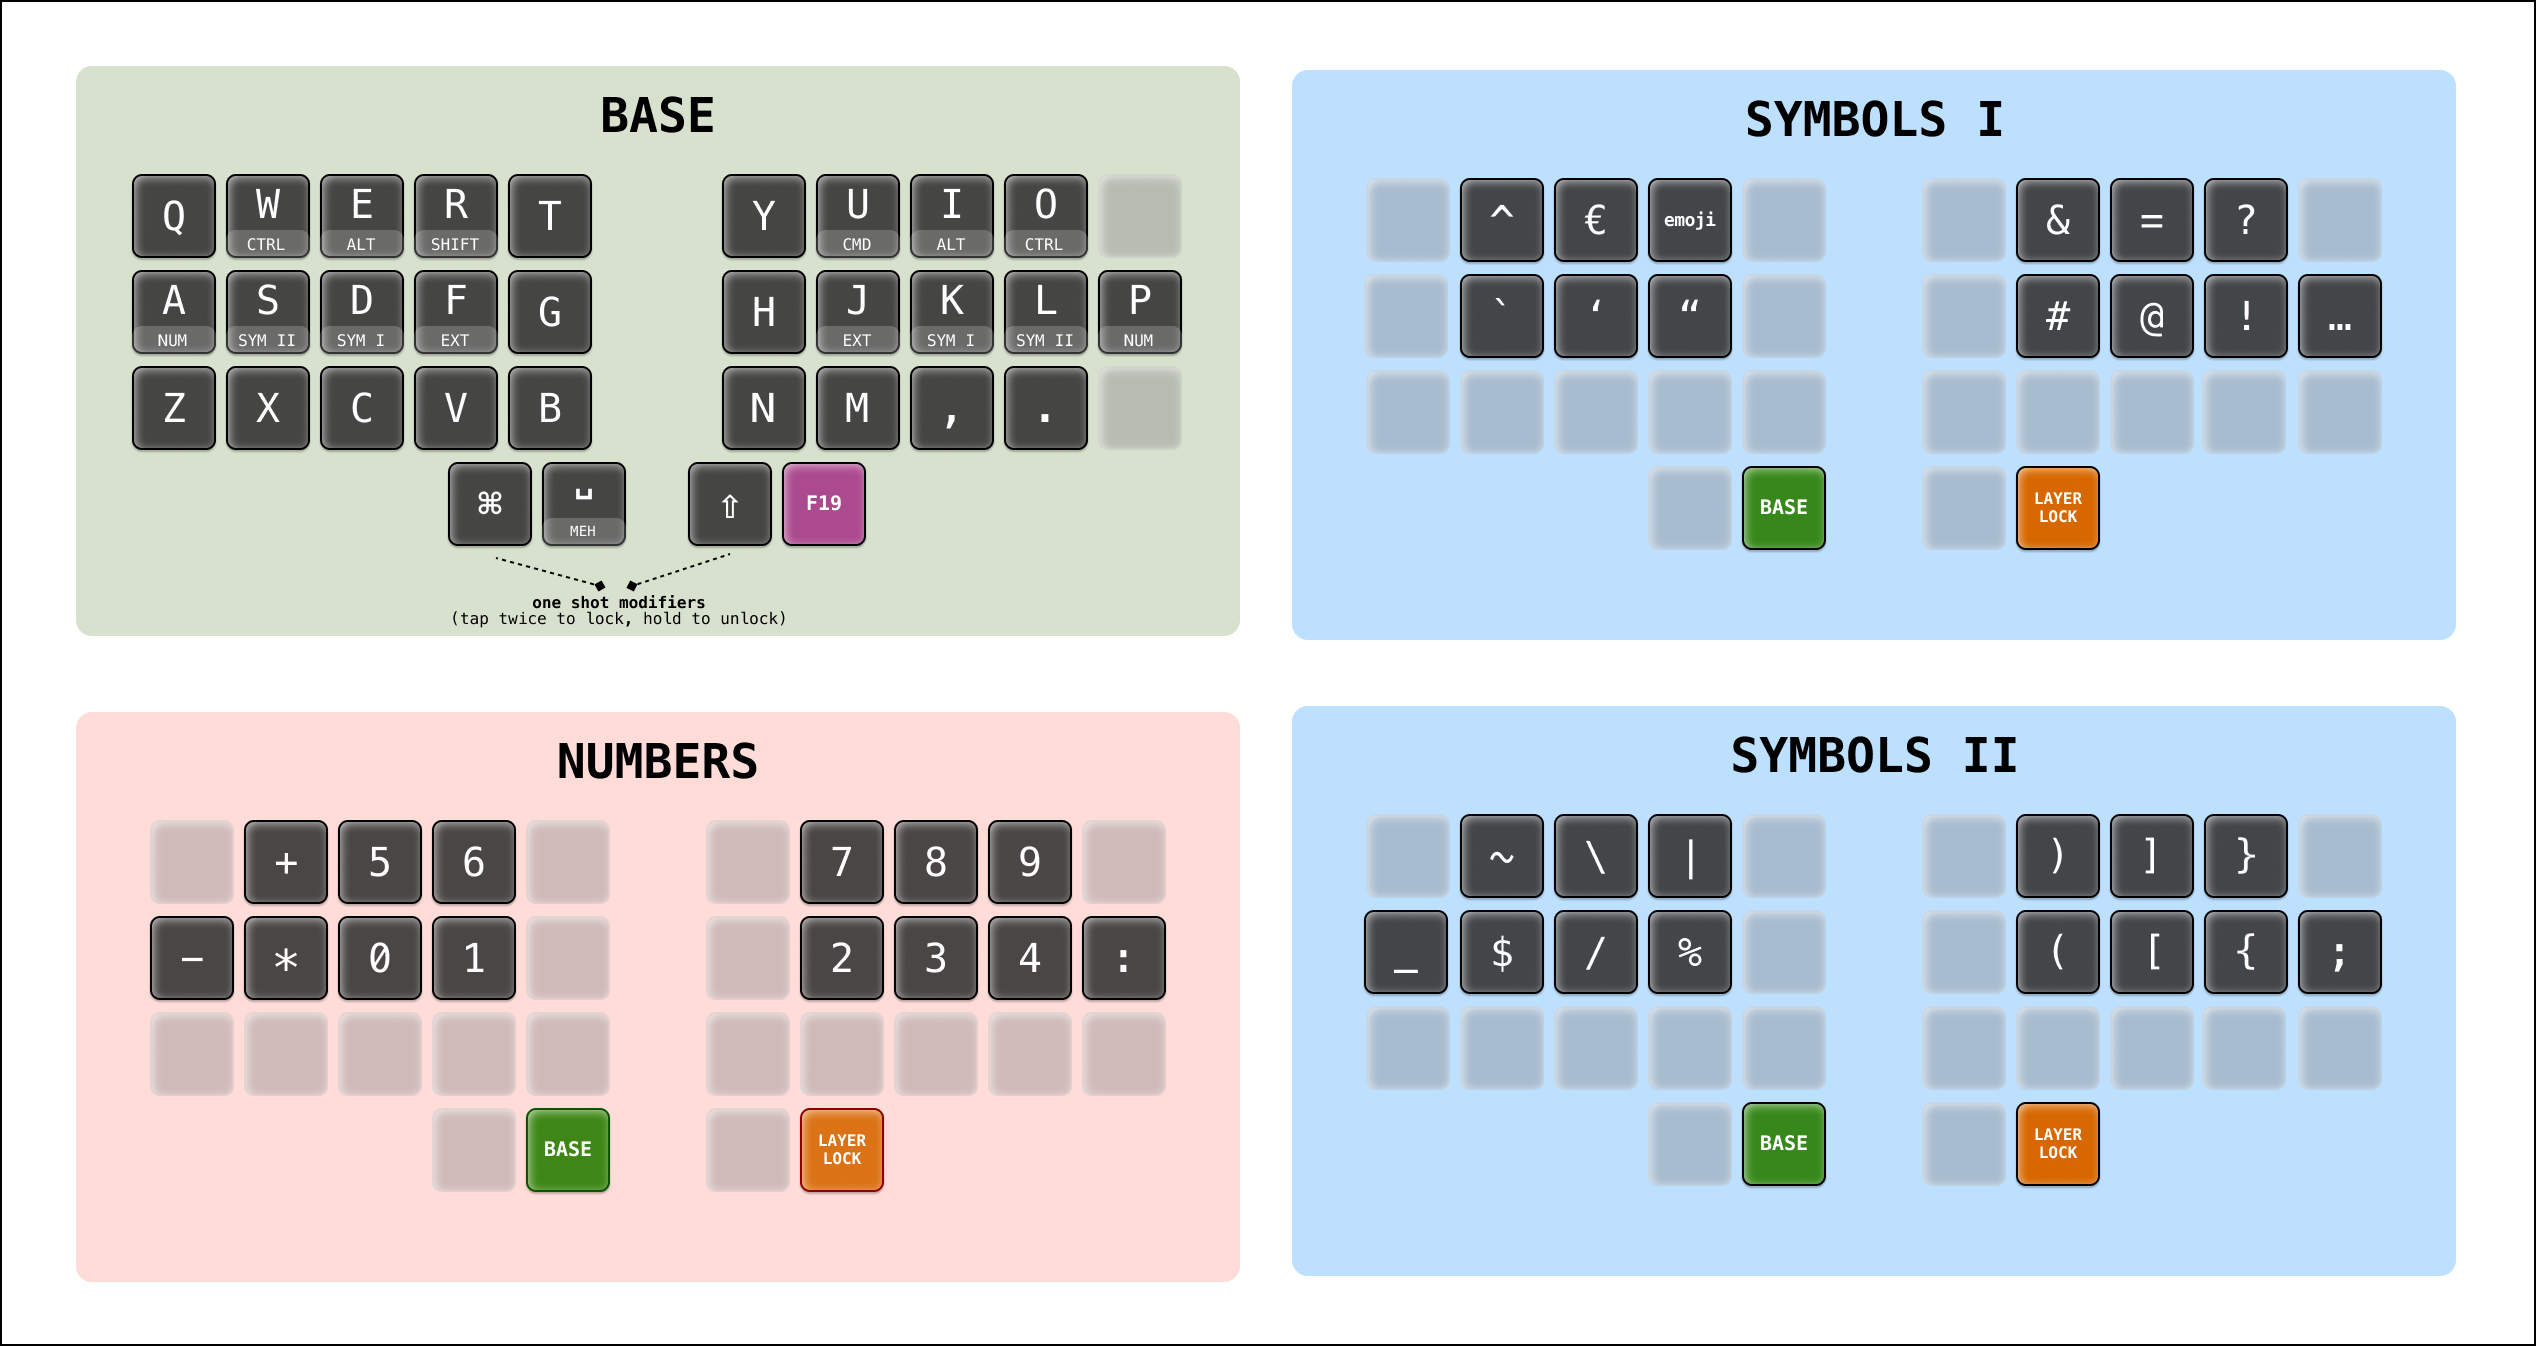 BASE
Q W E R T Y U I O
CTRL ALT SHIFT CMD ALT CTRL
A S D F G H J K L P
NUM SYM II SYM I EXT EXT SYM I SYM II NUM
Z X C V B N M , .
⌘ ␣ ⇧ F19
MEH
one shot modifiers
(tap twice to lock, hold to unlock)
SYMBOLS I
^ € emoji & = ?
` ‘ “ # @ ! …
BASE LAYER
LOCK
NUMBERS
+ 5 6 7 8 9
− * 0 1 2 3 4 :
BASE LAYER
LOCK
SYMBOLS II
~ \ | ) ] }
_ $ / % ( [ { ;
BASE LAYER
LOCK